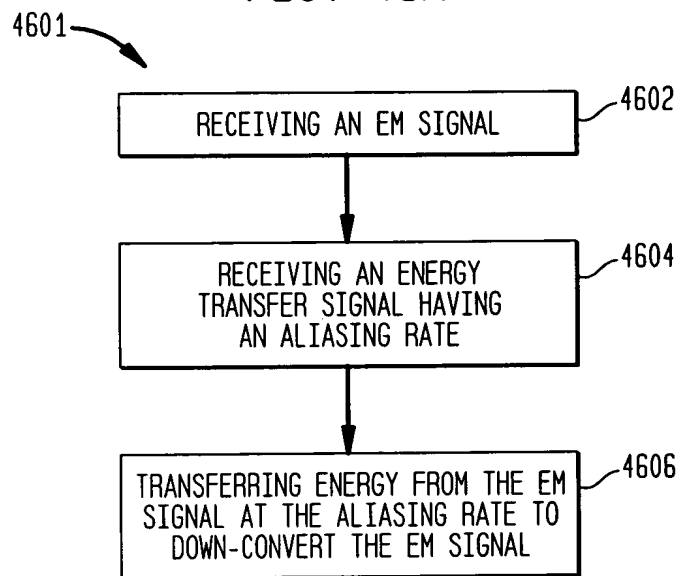 4601
RECEIVING AN EM SIGNAL
4602
RECEIVING AN ENERGY
TRANSFER SIGNAL HAVING
AN ALIASING RATE
4604
TRANSFERRING ENERGY FROM THE EM
SIGNAL AT THE ALIASING RATE TO
DOWN-CONVERT THE EM SIGNAL
4606